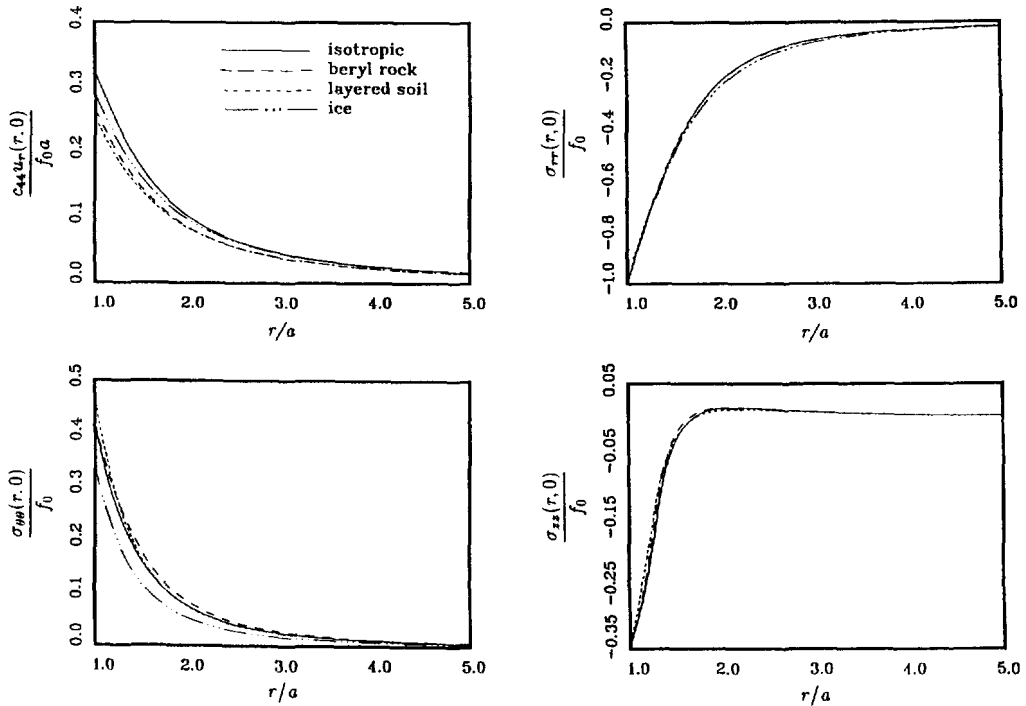 0.4
0.3
0.2
0.1
0.0
c₄₄uᵣ(r,0)
f₀a
isotropic
beryl rock
layered soil
ice
1.0 2.0 3.0 4.0 5.0
r/a
0.0
−0.2
−0.4
−0.6
−0.8
−1.0
σᵣᵣ(r,0)
f₀
1.0 2.0 3.0 4.0 5.0
r/a
0.5
0.4
0.3
0.2
0.1
0.0
σ_θθ(r,0)
f₀
1.0 2.0 3.0 4.0 5.0
r/a
0.05
−0.05
−0.15
−0.25
−0.35
σ_zz(r,0)
f₀
1.0 2.0 3.0 4.0 5.0
r/a